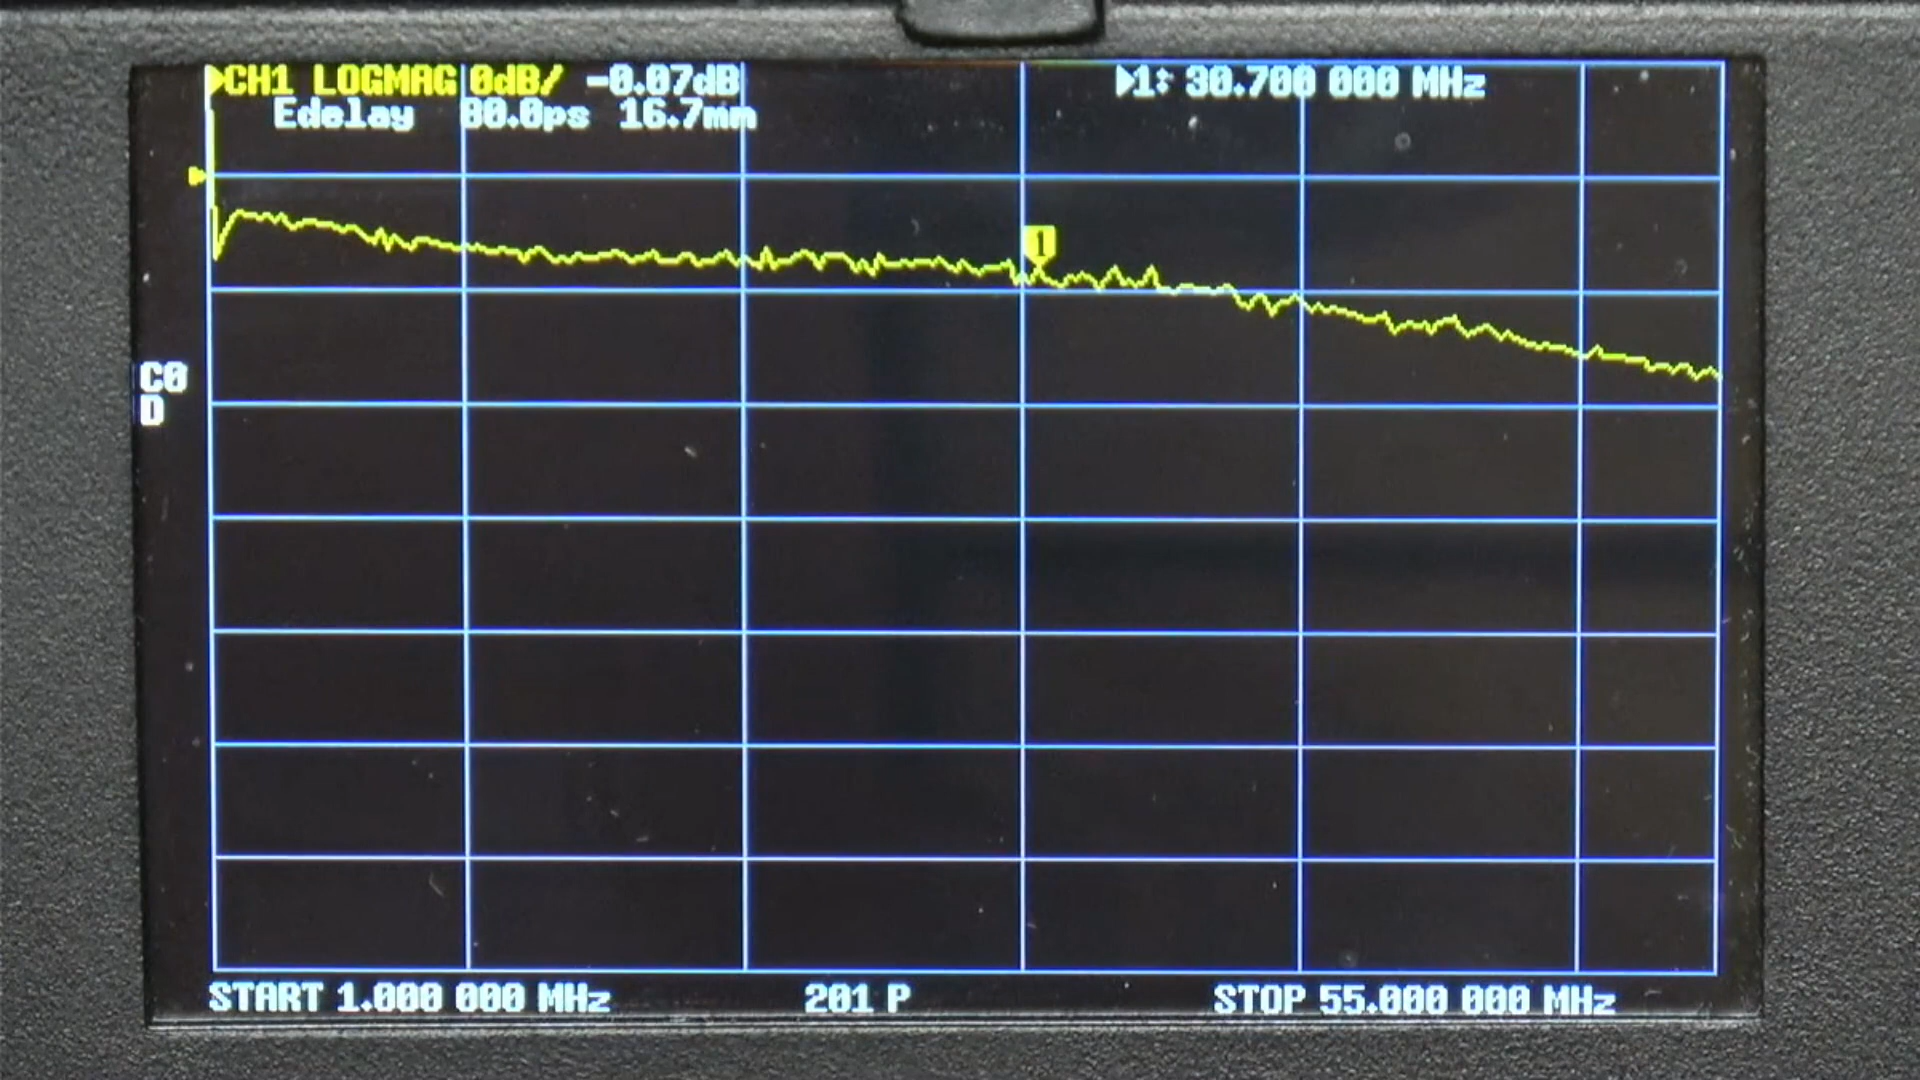 CH1 LOGMAG 0dB/ -0.07dB
1: 30.700 000 MHz
Edelay 80.0ps 16.7mm
1
C0
D
START 1.000 000 MHz
201 P
STOP 55.000 000 MHz